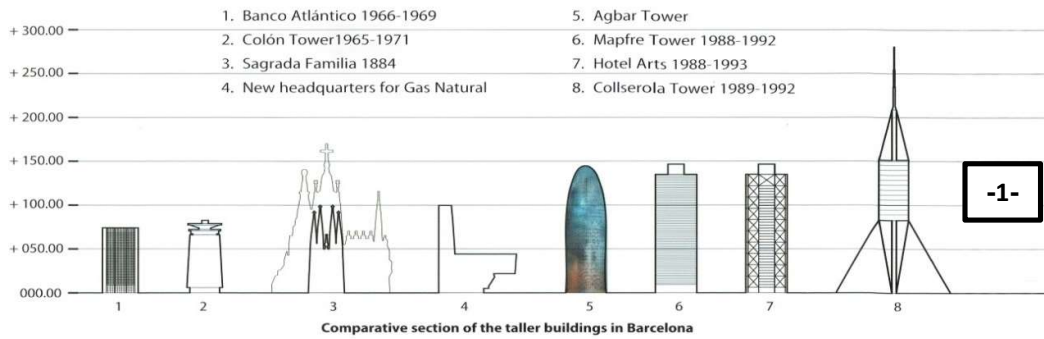 1. Banco Atlántico 1966-1969
2. Colón Tower1965-1971
3. Sagrada Familia 1884
4. New headquarters for Gas Natural
5. Agbar Tower
6. Mapfre Tower 1988-1992
7. Hotel Arts 1988-1993
8. Collserola Tower 1989-1992
+ 300.00
+ 250.00
+ 200.00
+ 150.00
+ 100.00
+ 050.00
000.00
-1-
1 2 3 4 5 6 7 8
Comparative section of the taller buildings in Barcelona